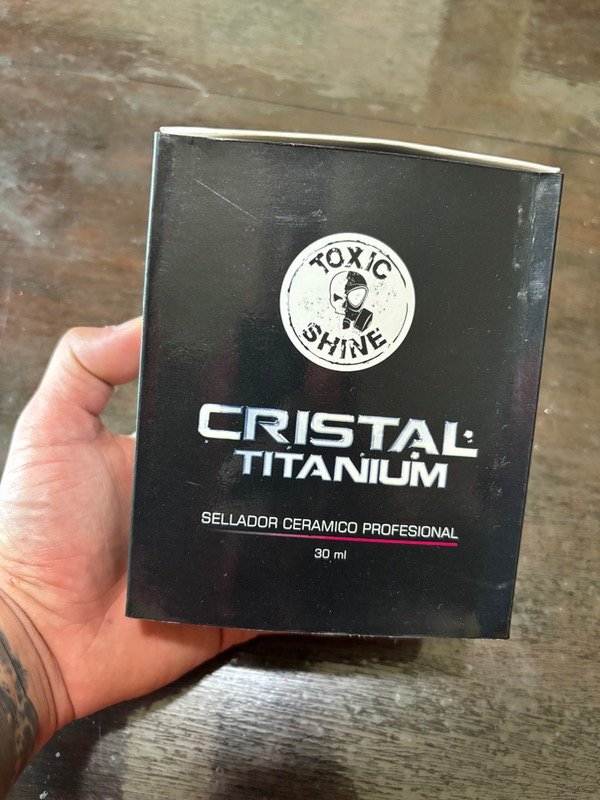 TOXIC
SHINE
CRISTAL
TITANIUM
SELLADOR CERAMICO PROFESIONAL
30 ml